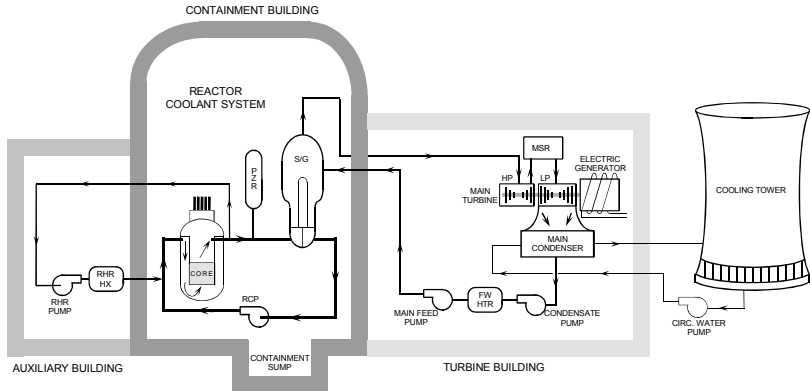 CONTAINMENT BUILDING
REACTOR
COOLANT SYSTEM
P
Z
R
S/G
MSR
ELECTRIC
GENERATOR
HP
LP
MAIN
TURBINE
COOLING TOWER
MAIN
CONDENSER
CORE
RHR
HX
RHR
PUMP
RCP
MAIN FEED
PUMP
FW
HTR
CONDENSATE
PUMP
CIRC. WATER
PUMP
CONTAINMENT
SUMP
AUXILIARY BUILDING
TURBINE BUILDING